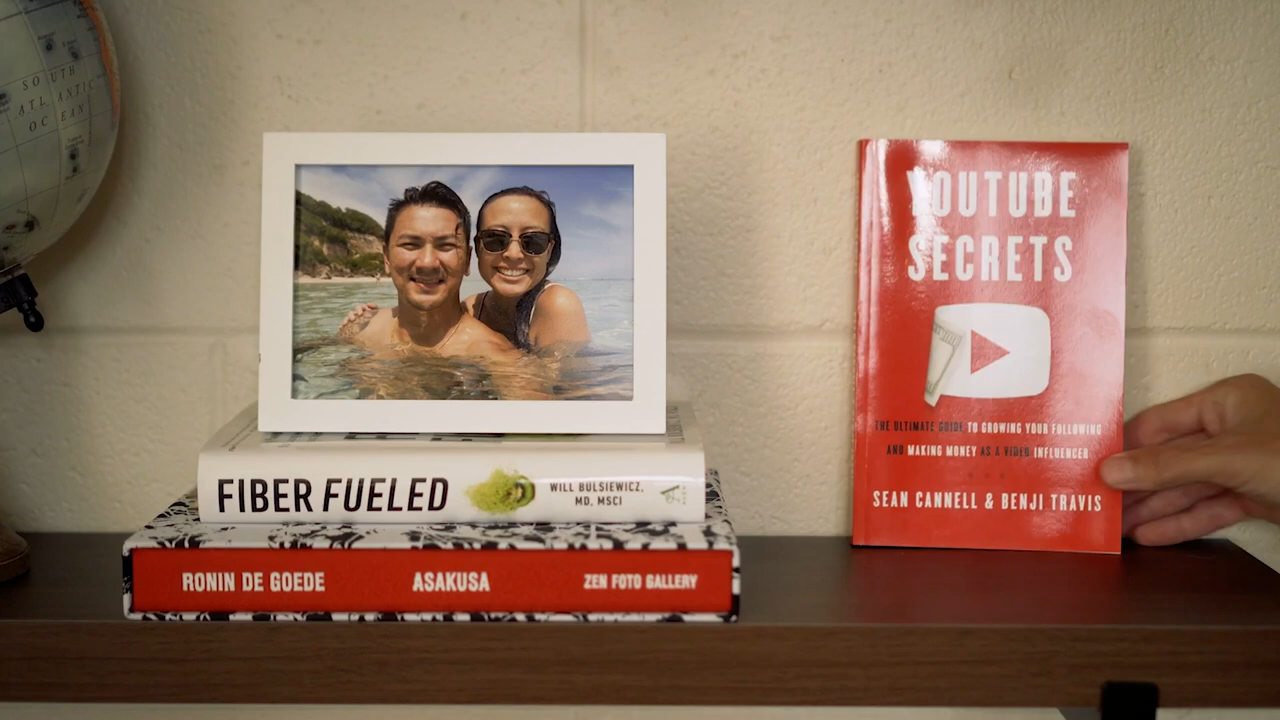 SOUTH
ATLANTIC
OCEAN
FIBER FUELED
WILL BULSIEWICZ,
MD, MSCI
RONIN DE GOEDE
ASAKUSA
ZEN FOTO GALLERY
YOUTUBE
SECRETS
THE ULTIMATE GUIDE TO GROWING YOUR FOLLOWING
AND MAKING MONEY AS A VIDEO INFLUENCER
SEAN CANNELL & BENJI TRAVIS